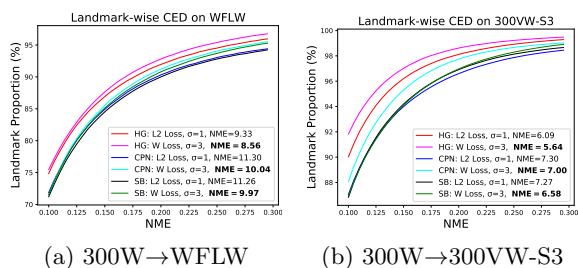 Landmark-wise CED on WFLW
Landmark Proportion (%)
95
90
85
80
75
70
HG: L2 Loss, σ=1, NME=9.33
HG: W Loss, σ=3, NME=8.56
CPN: L2 Loss, σ=1, NME=11.30
CPN: W Loss, σ=3, NME=10.04
SB: L2 Loss, σ=1, NME=11.26
SB: W Loss, σ=3, NME=9.97
0.100 0.125 0.150 0.175 0.200 0.225 0.250 0.275 0.300
NME
(a) 300W→WFLW
Landmark-wise CED on 300VW-S3
Landmark Proportion (%)
100
98
96
94
92
90
88
HG: L2 Loss, σ=1, NME=6.09
HG: W Loss, σ=3, NME=5.64
CPN: L2 Loss, σ=1, NME=7.30
CPN: W Loss, σ=3, NME=7.00
SB: L2 Loss, σ=1, NME=7.27
SB: W Loss, σ=3, NME=6.58
0.100 0.125 0.150 0.175 0.200 0.225 0.250 0.275 0.300
NME
(b) 300W→300VW-S3